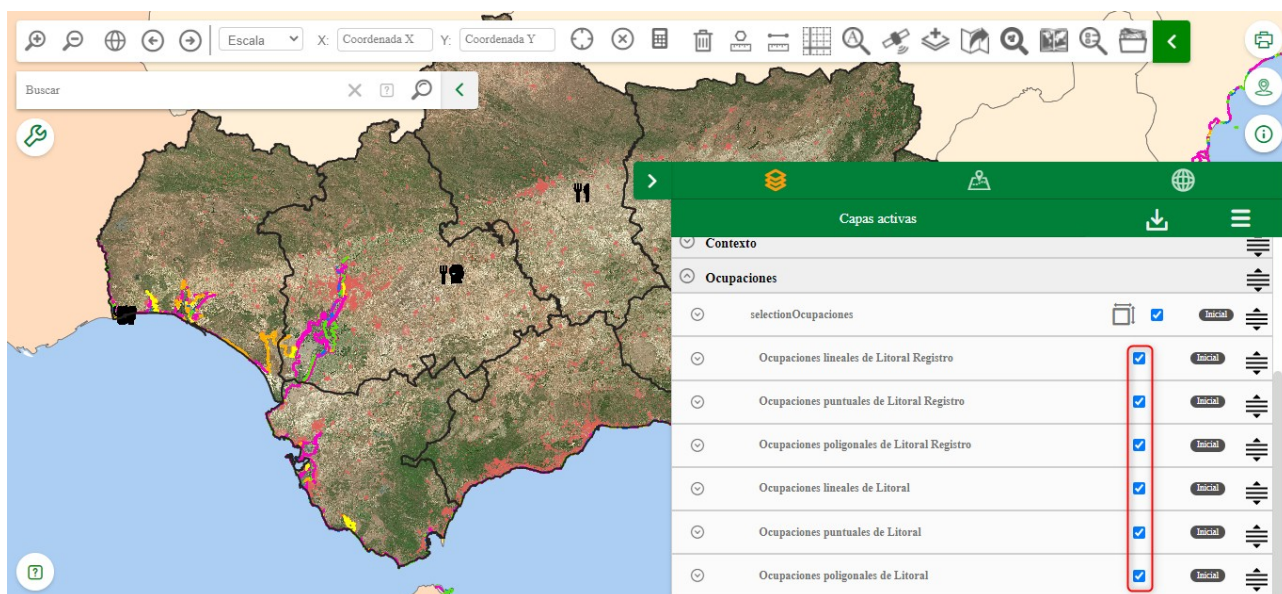 Escala X: Coordenada X Y: Coordenada Y
Buscar
Capas activas
Contexto
Ocupaciones
selectionOcupaciones Inicial
Ocupaciones lineales de Litoral Registro Inicial
Ocupaciones puntuales de Litoral Registro Inicial
Ocupaciones poligonales de Litoral Registro Inicial
Ocupaciones lineales de Litoral Inicial
Ocupaciones puntuales de Litoral Inicial
Ocupaciones poligonales de Litoral Inicial